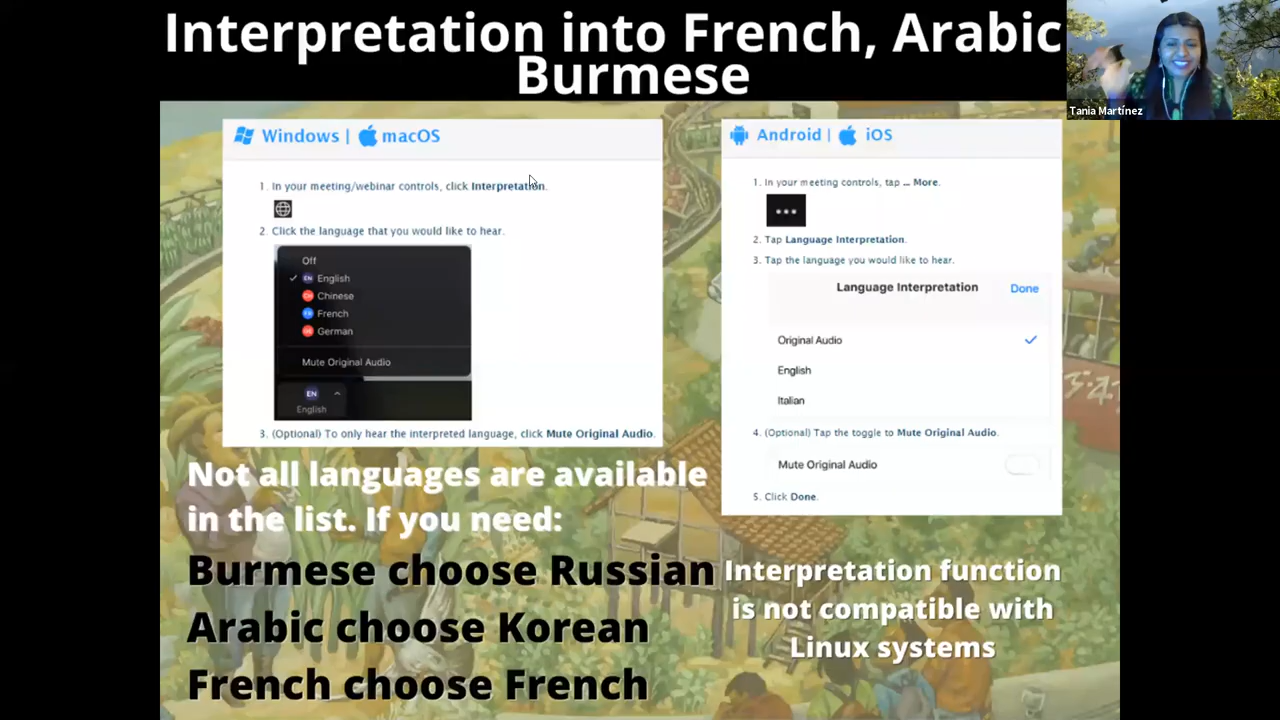 Interpretation into French, Arabic
Burmese
Tania Martínez
Windows | macOS
1. In your meeting/webinar controls, click Interpretation.
2. Click the language that you would like to hear.
Off
EN English
Chinese
French
German
Mute Original Audio
EN
English
3. (Optional) To only hear the interpreted language, click Mute Original Audio.
Android | iOS
1. In your meeting controls, tap ... More.
2. Tap Language Interpretation.
3. Tap the language you would like to hear.
Language Interpretation Done
Original Audio
English
Italian
4. (Optional) Tap the toggle to Mute Original Audio.
Mute Original Audio
5. Click Done.
Not all languages are available
in the list. If you need:
Burmese choose Russian
Arabic choose Korean
French choose French
Interpretation function
is not compatible with
Linux systems